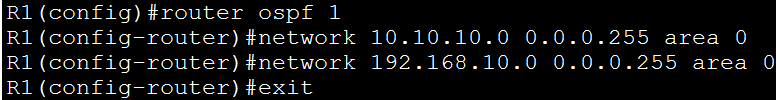 R1(config)#router ospf 1
R1(config-router)#network 10.10.10.0 0.0.0.255 area 0
R1(config-router)#network 192.168.10.0 0.0.0.255 area 0
R1(config-router)#exit